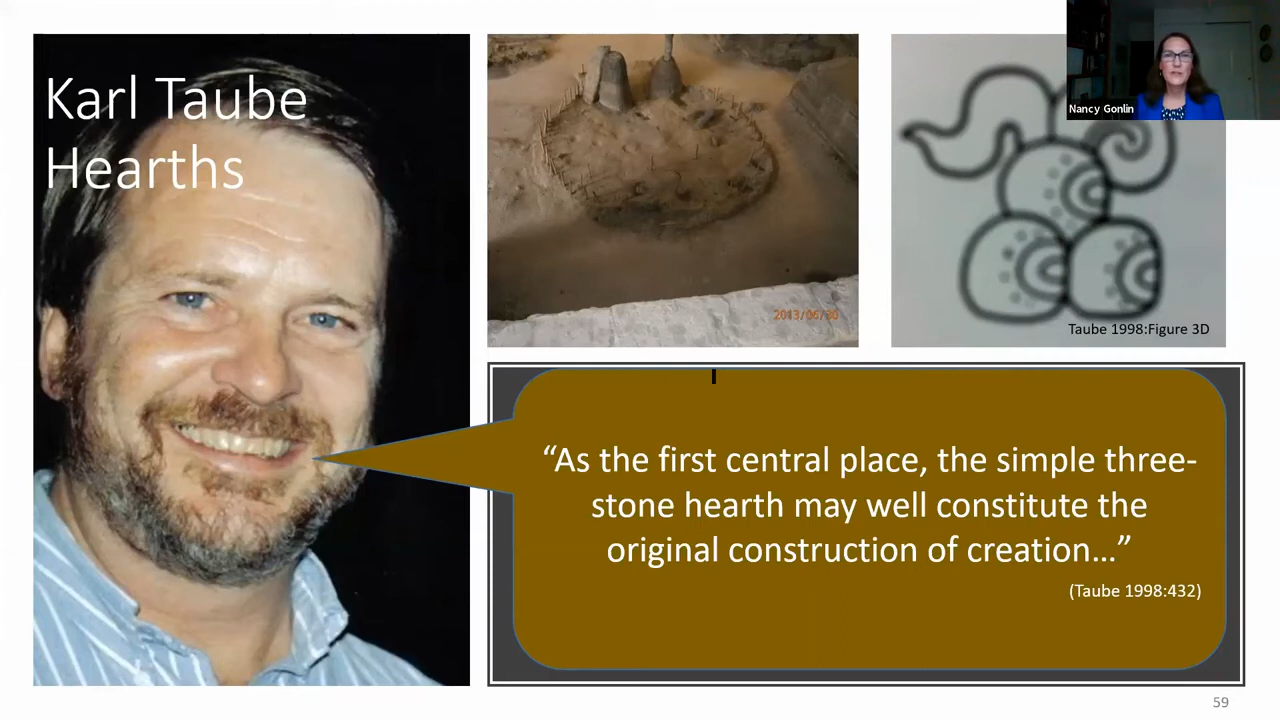 Karl Taube
Hearths
2013/06/30
Nancy Gonlin
Taube 1998:Figure 3D
“As the first central place, the simple three-
stone hearth may well constitute the
original construction of creation…”
(Taube 1998:432)
59